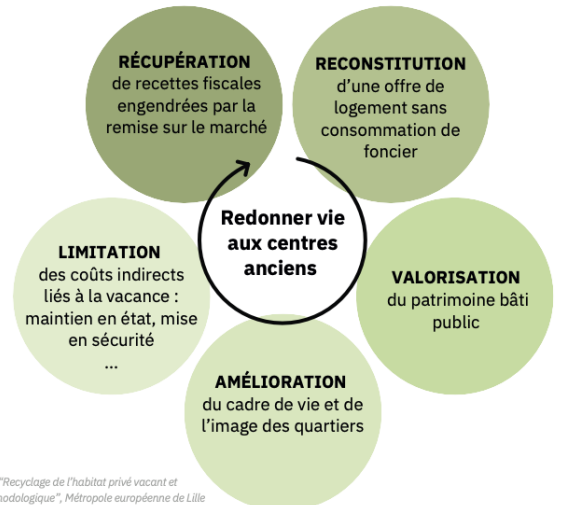 RÉCUPÉRATION
de recettes fiscales
engendrées par la
remise sur le marché
RECONSTITUTION
d’une offre de
logement sans
consommation de
foncier
Redonner vie
aux centres
anciens
LIMITATION
des coûts indirects
liés à la vacance :
maintien en état, mise
en sécurité
...
VALORISATION
du patrimoine bâti
public
AMÉLIORATION
du cadre de vie et de
l’image des quartiers
"Recyclage de l’habitat privé vacant et
hodologique", Métropole européenne de Lille